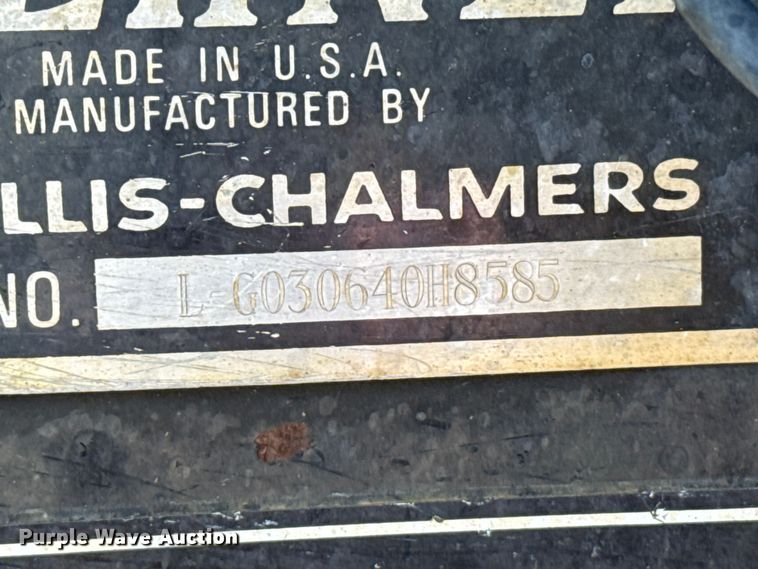 MADE IN U.S.A.
MANUFACTURED BY
LLIS-CHALMERS
NO. L-G030640H8585
Purple Wave Auction